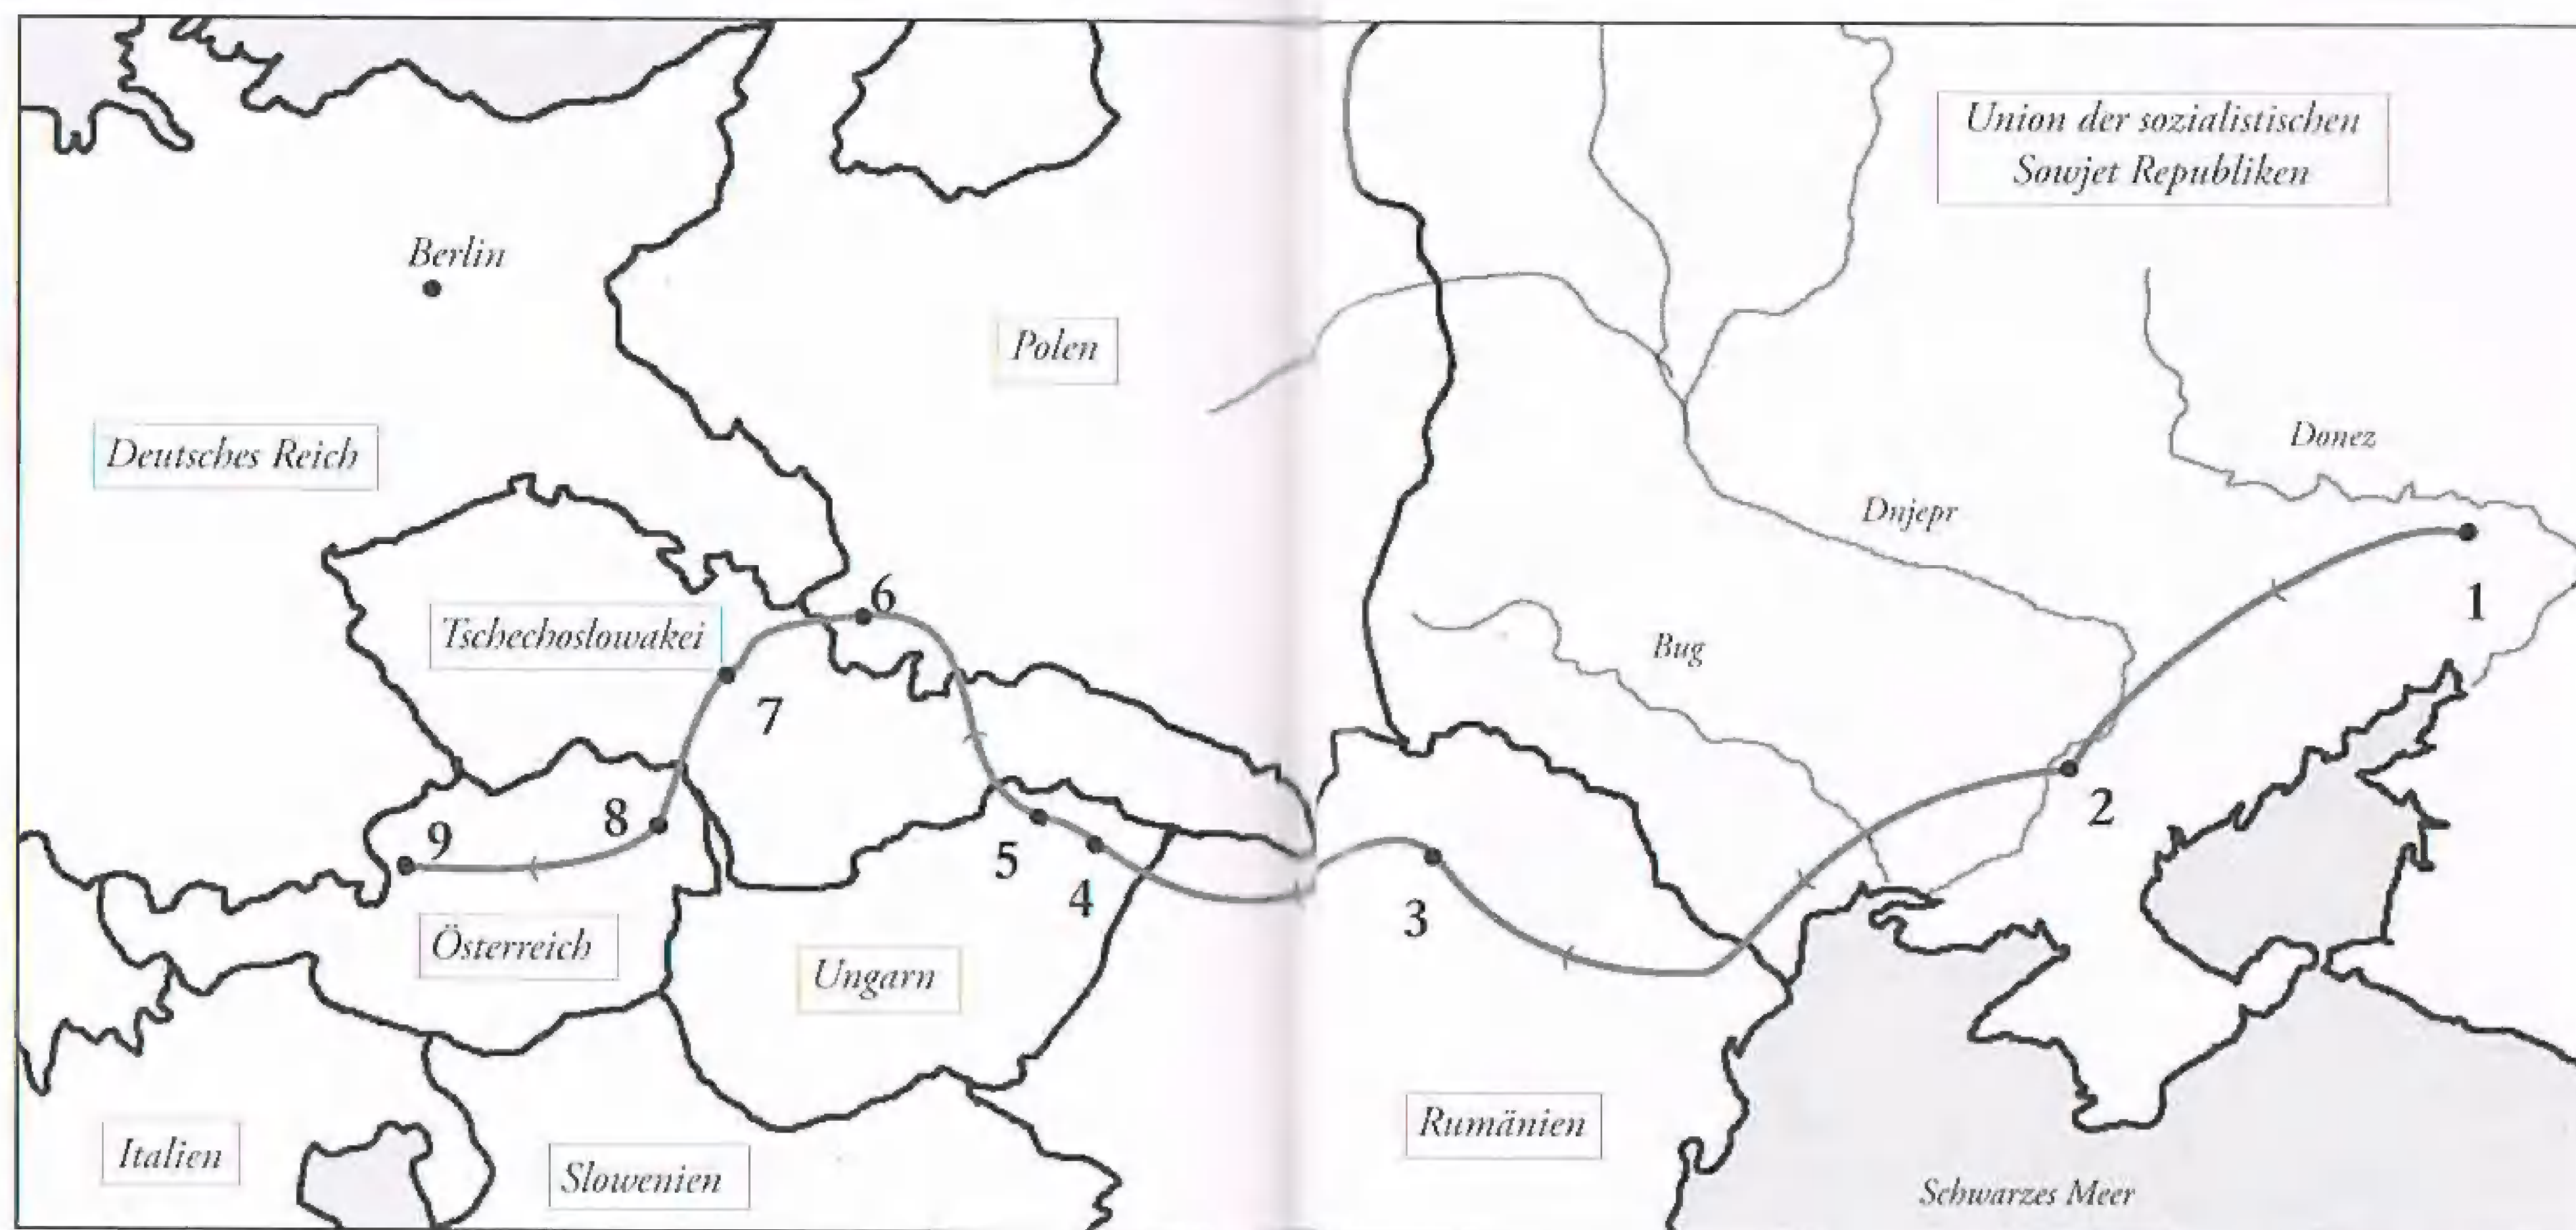 Union der sozialistischen
Sowjet Republiken
Berlin
Polen
Deutsches Reich
Donez
Dnjepr
6
1
Tschechoslowakei
Bug
7
2
8
9
5
4
3
Österreich
Ungarn
Rumänien
Italien
Slowenien
Schwarzes Meer